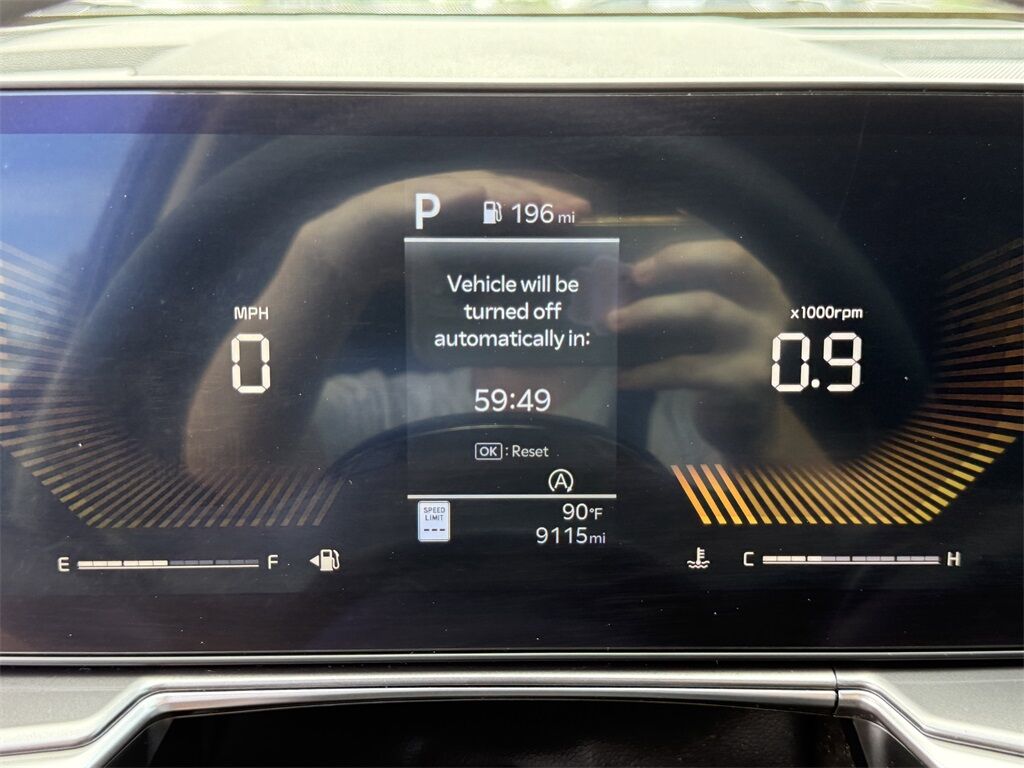 P 196 mi
Vehicle will be
turned off
automatically in:
59:49
OK : Reset
MPH
0
x1000rpm
0.9
A
SPEED
LIMIT
---
90°F
9115mi
E F
C H